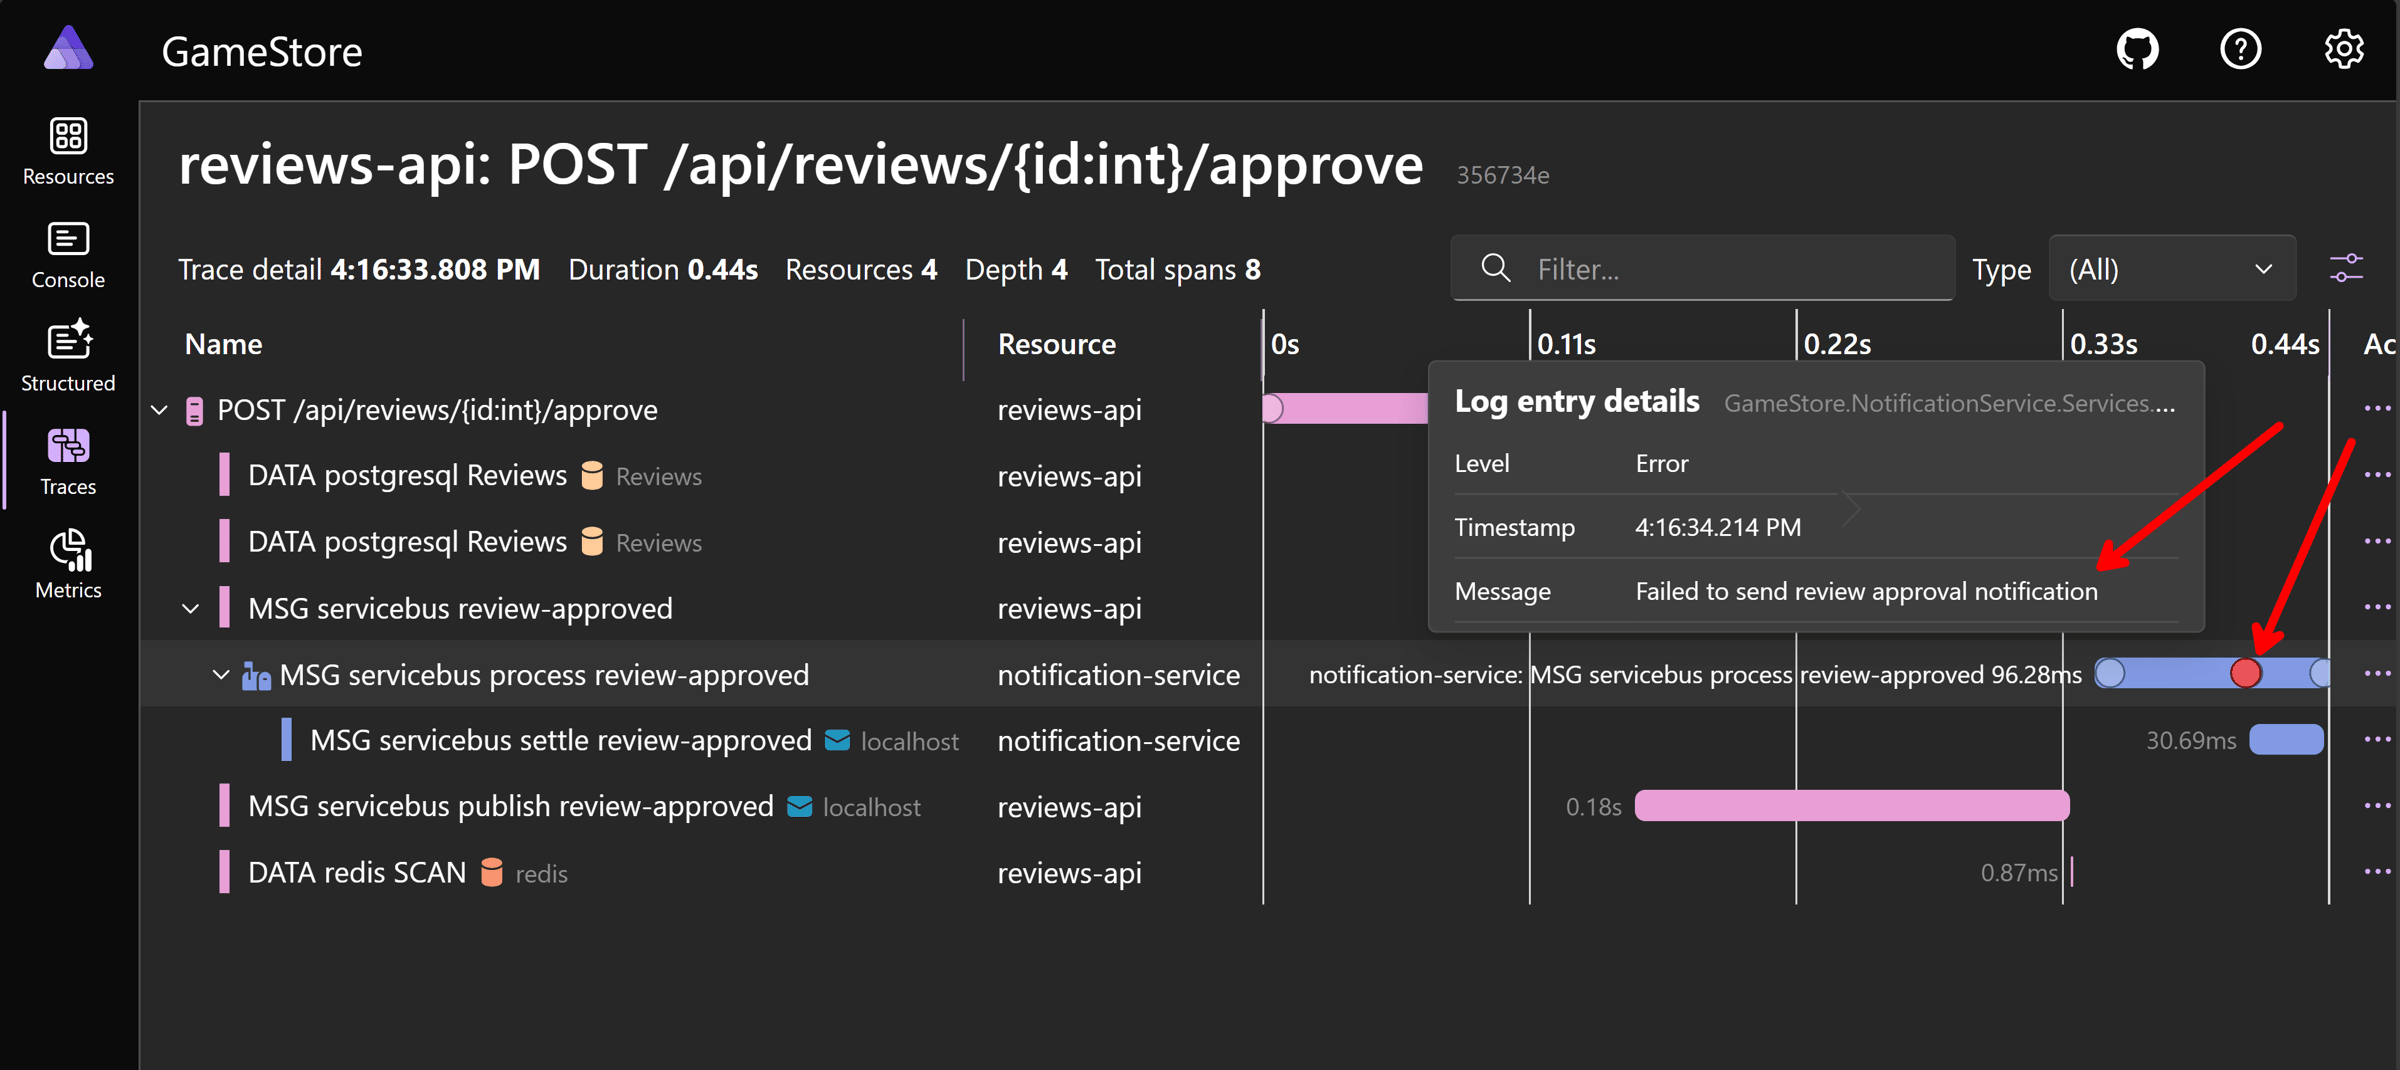 GameStore
Resources
Console
Structured
Traces
Metrics
reviews-api: POST /api/reviews/{id:int}/approve 356734e
Trace detail 4:16:33.808 PM Duration 0.44s Resources 4 Depth 4 Total spans 8
Filter...
Type (All)
Name Resource 0s 0.11s 0.22s 0.33s 0.44s Ac
POST /api/reviews/{id:int}/approve reviews-api
DATA postgresql Reviews Reviews reviews-api
DATA postgresql Reviews Reviews reviews-api
MSG servicebus review-approved reviews-api
MSG servicebus process review-approved notification-service notification-service: MSG servicebus process review-approved 96.28ms
MSG servicebus settle review-approved localhost notification-service 30.69ms
MSG servicebus publish review-approved localhost reviews-api 0.18s
DATA redis SCAN redis reviews-api 0.87ms
Log entry details GameStore.NotificationService.Services....
Level Error
Timestamp 4:16:34.214 PM
Message Failed to send review approval notification